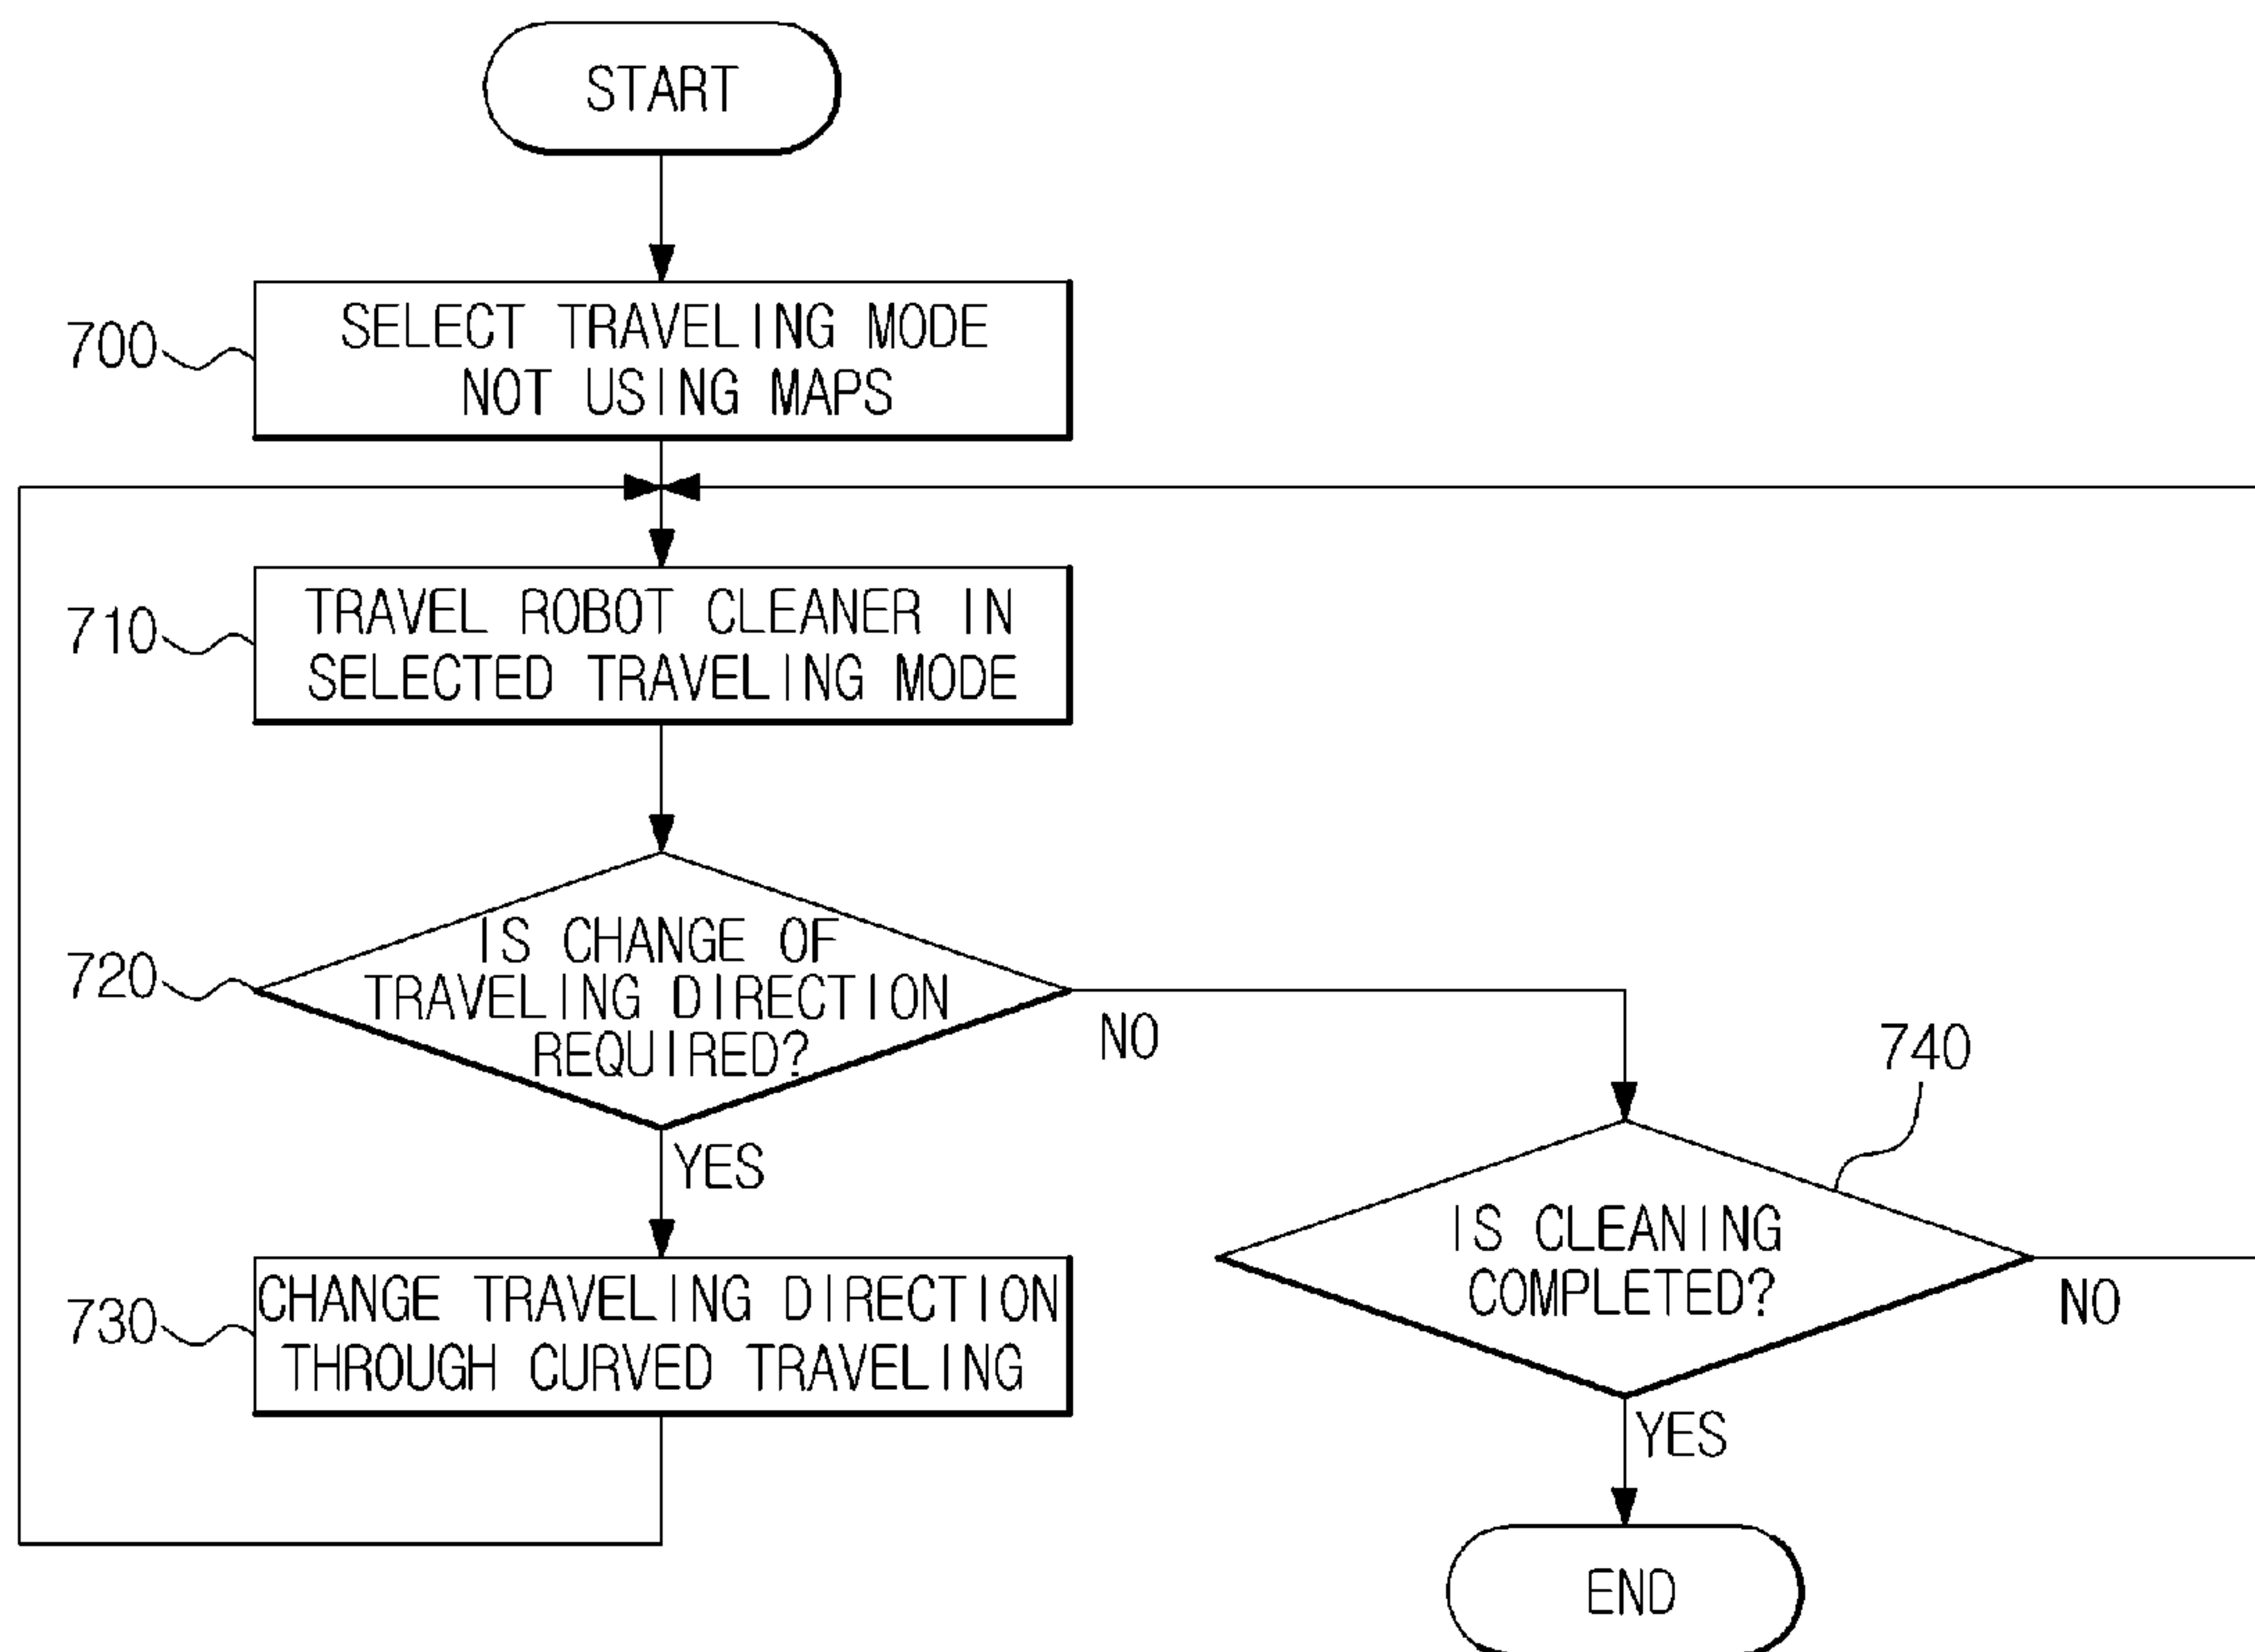 START
700
SELECT TRAVELING MODE
NOT USING MAPS
710
TRAVEL ROBOT CLEANER IN
SELECTED TRAVELING MODE
720
IS CHANGE OF
TRAVELING DIRECTION
REQUIRED?
NO
YES
740
IS CLEANING
COMPLETED?
NO
YES
730
CHANGE TRAVELING DIRECTION
THROUGH CURVED TRAVELING
END